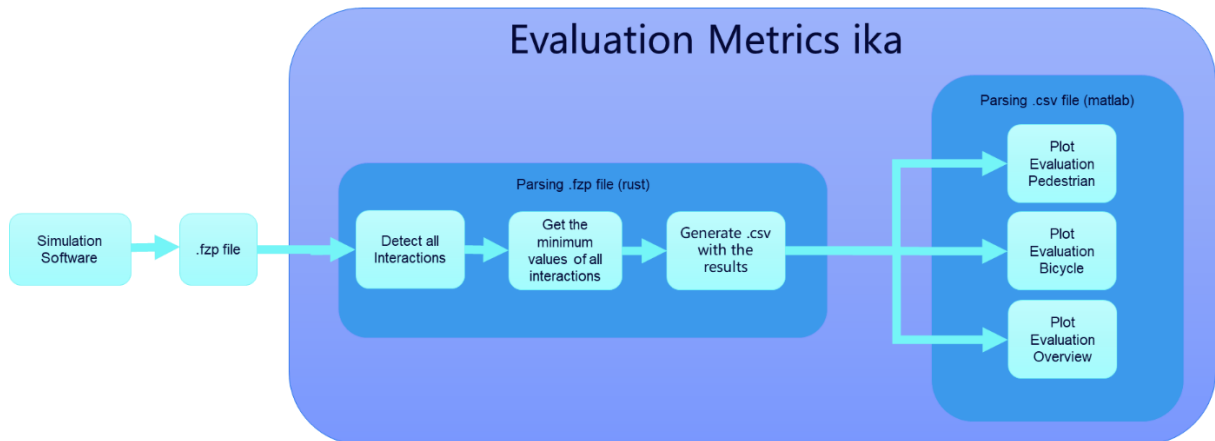 Evaluation Metrics ika
Parsing .csv file (matlab)
Plot
Evaluation
Pedestrian
Parsing .fzp file (rust)
Simulation
Software
.fzp file
Detect all
Interactions
Get the
minimum
values of all
interactions
Generate .csv
with the
results
Plot
Evaluation
Bicycle
Plot
Evaluation
Overview